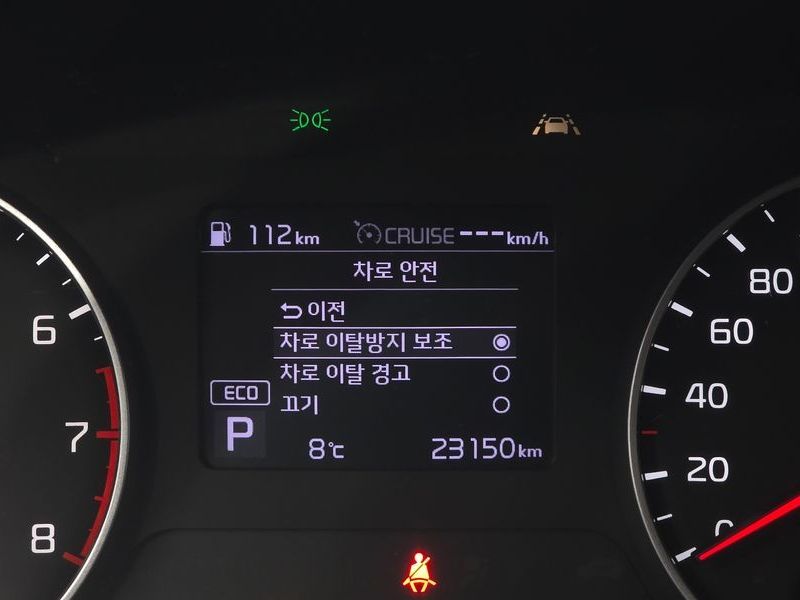 112km CRUISE ---km/h
차로 안전
이전
차로 이탈방지 보조
차로 이탈 경고
끄기
ECO
P
8℃ 23150km
6
7
8
80
60
40
20
0